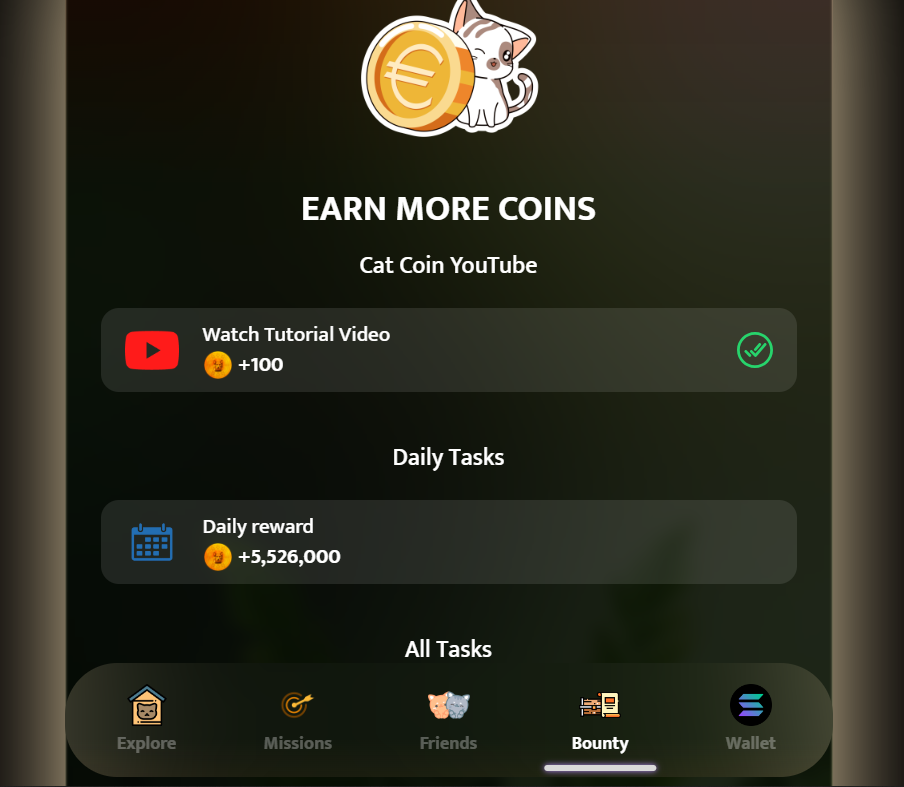 €
EARN MORE COINS
Cat Coin YouTube
Watch Tutorial Video
+100
Daily Tasks
Daily reward
+5,526,000
All Tasks
Explore Missions Friends Bounty Wallet